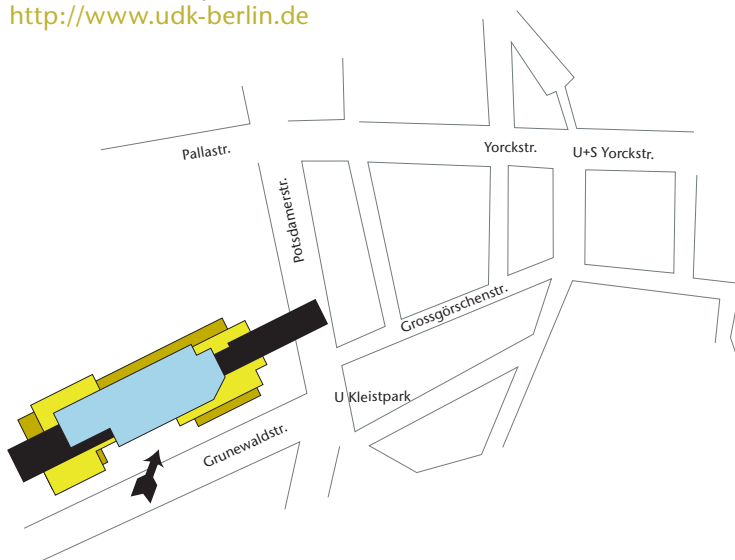 http://www.udk-berlin.de
Pallastr.
Yorckstr.
U+S Yorckstr.
Potsdamerstr.
Grossgörschenstr.
U Kleistpark
Grunewaldstr.